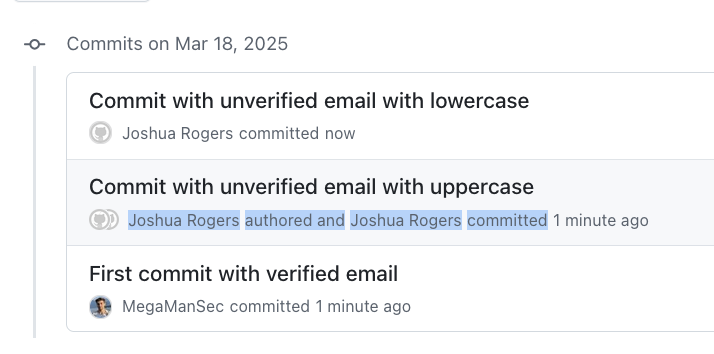 Commits on Mar 18, 2025
Commit with unverified email with lowercase
Joshua Rogers committed now
Commit with unverified email with uppercase
Joshua Rogers authored and Joshua Rogers committed 1 minute ago
First commit with verified email
MegaManSec committed 1 minute ago